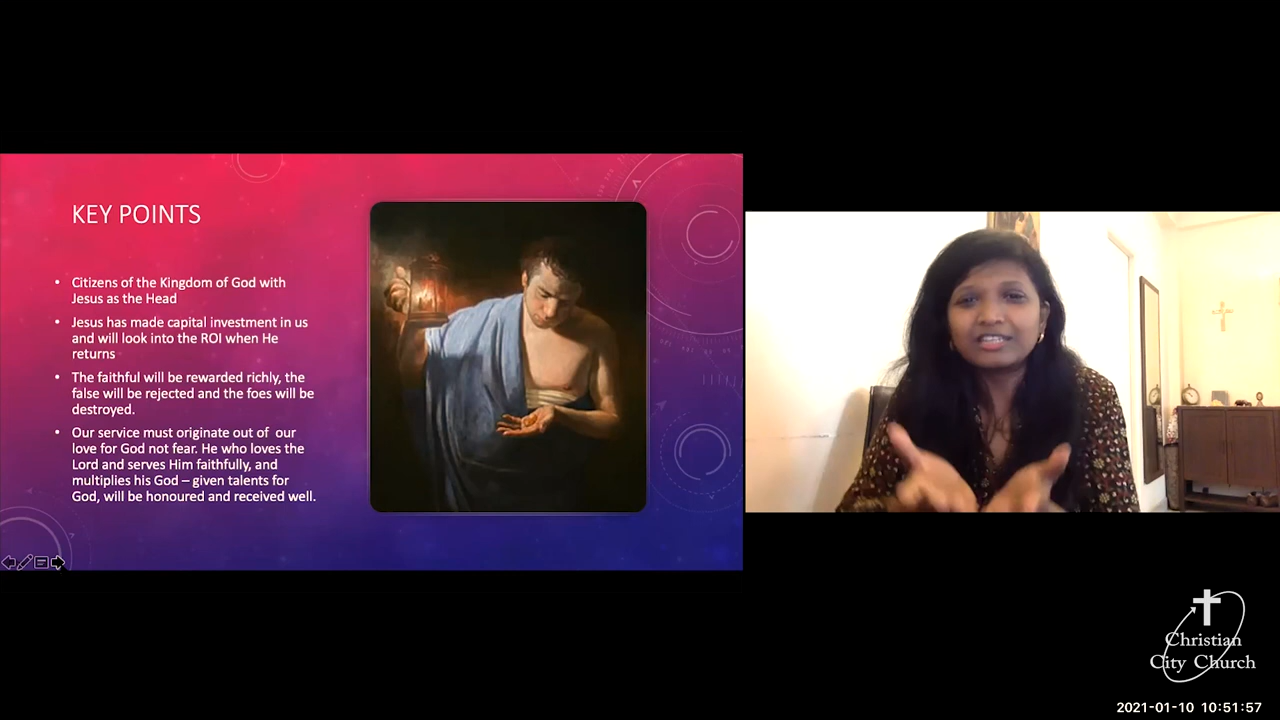 KEY POINTS
• Citizens of the Kingdom of God with
Jesus as the Head
• Jesus has made capital investment in us
and will look into the ROI when He
returns
• The faithful will be rewarded richly, the
false will be rejected and the foes will be
destroyed.
• Our service must originate out of our
love for God not fear. He who loves the
Lord and serves Him faithfully, and
multiplies his God – given talents for
God, will be honoured and received well.
Christian
City Church
2021-01-10 10:51:57